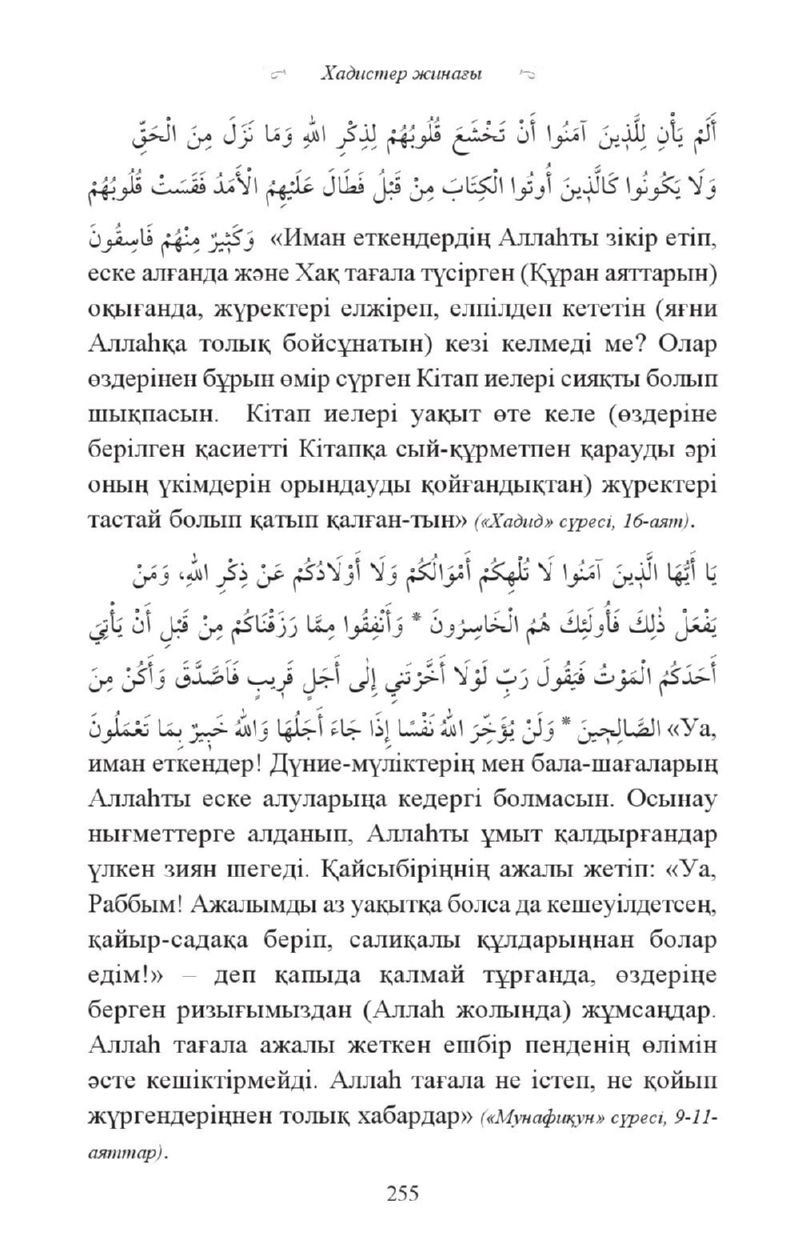 Хадистер жинағы
أَلَمْ يَأْنِ لِلَّذِينَ آمَنُوا أَنْ تَخْشَعَ قُلُوبُهُمْ لِذِكْرِ اللهِ وَمَا نَزَلَ مِنَ الْحَقِّ
وَلَا يَكُونُوا كَالَّذِينَ أُوتُوا الْكِتَابَ مِنْ قَبْلُ فَطَالَ عَلَيْهِمُ الْأَمَدُ فَقَسَتْ قُلُوبُهُمْ
وَكَثِيرٌ مِنْهُمْ فَاسِقُونَ «Иман еткендердің Аллаһты зікір етіп,
еске алғанда және Хақ тағала түсірген (Құран аяттарын)
оқығанда, жүректері елжіреп, елпілдеп кететін (яғни
Аллаһқа толық бойсұнатын) кезі келмеді ме? Олар
өздерінен бұрын өмір сүрген Кітап иелері сияқты болып
шықпасын. Кітап иелері уақыт өте келе (өздеріне
берілген қасиетті Кітапқа сый-құрметпен қарауды әрі
оның үкімдерін орындауды қойғандықтан) жүректері
тастай болып қатып қалған-тын» («Хадид» сүресі, 16-аят).
يَا أَيُّهَا الَّذِينَ آمَنُوا لَا تُلْهِكُمْ أَمْوَالُكُمْ وَلَا أَوْلَادُكُمْ عَنْ ذِكْرِ اللهِ، وَمَنْ
يَفْعَلْ ذٰلِكَ فَأُولَئِكَ هُمُ الْخَاسِرُونَ * وَأَنْفِقُوا مِمَّا رَزَقْنَاكُمْ مِنْ قَبْلِ أَنْ يَأْتِيَ
أَحَدَكُمُ الْمَوْتُ فَيَقُولَ رَبِّ لَوْلَا أَخَّرْتَنِي إِلٰى أَجَلٍ قَرِيبٍ فَاَصَّدَّقَ وَأَكُنْ مِنَ
الصَّالِحِينَ * وَلَنْ يُؤَخِّرَ اللهُ نَفْسًا إِذَا جَاءَ أَجَلُهَا وَاللهُ خَبِيرٌ بِمَا تَعْمَلُونَ «Уа,
иман еткендер! Дүние-мүліктерің мен бала-шағаларың
Аллаһты еске алуларыңа кедергі болмасын. Осынау
нығметтерге алданып, Аллаһты ұмыт қалдырғандар
үлкен зиян шегеді. Қайсыбіріңнің ажалы жетіп: «Уа,
Раббым! Ажалымды аз уақытқа болса да кешеуілдетсең,
қайыр-садақа беріп, салиқалы құлдарыңнан болар
едім!» – деп қапыда қалмай тұрғанда, өздеріңе
берген ризығымыздан (Аллаһ жолында) жұмсаңдар.
Аллаһ тағала ажалы жеткен ешбір пенденің өлімін
әсте кешіктірмейді. Аллаһ тағала не істеп, не қойып
жүргендеріңнен толық хабардар» («Мунафиқун» сүресі, 9-11-
аяттар).
255